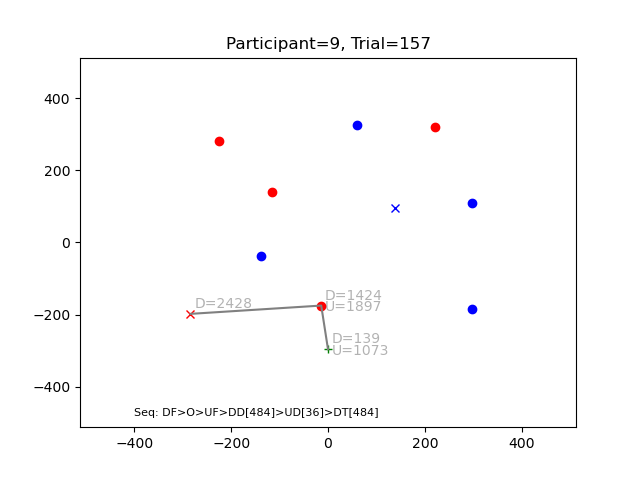 Participant=9, Trial=157
400
200
0
−200
−400
D=2428
D=1424
U=1897
D=139
U=1073
Seq: DF>O>UF>DD[484]>UD[36]>DT[484]
−400 −200 0 200 400